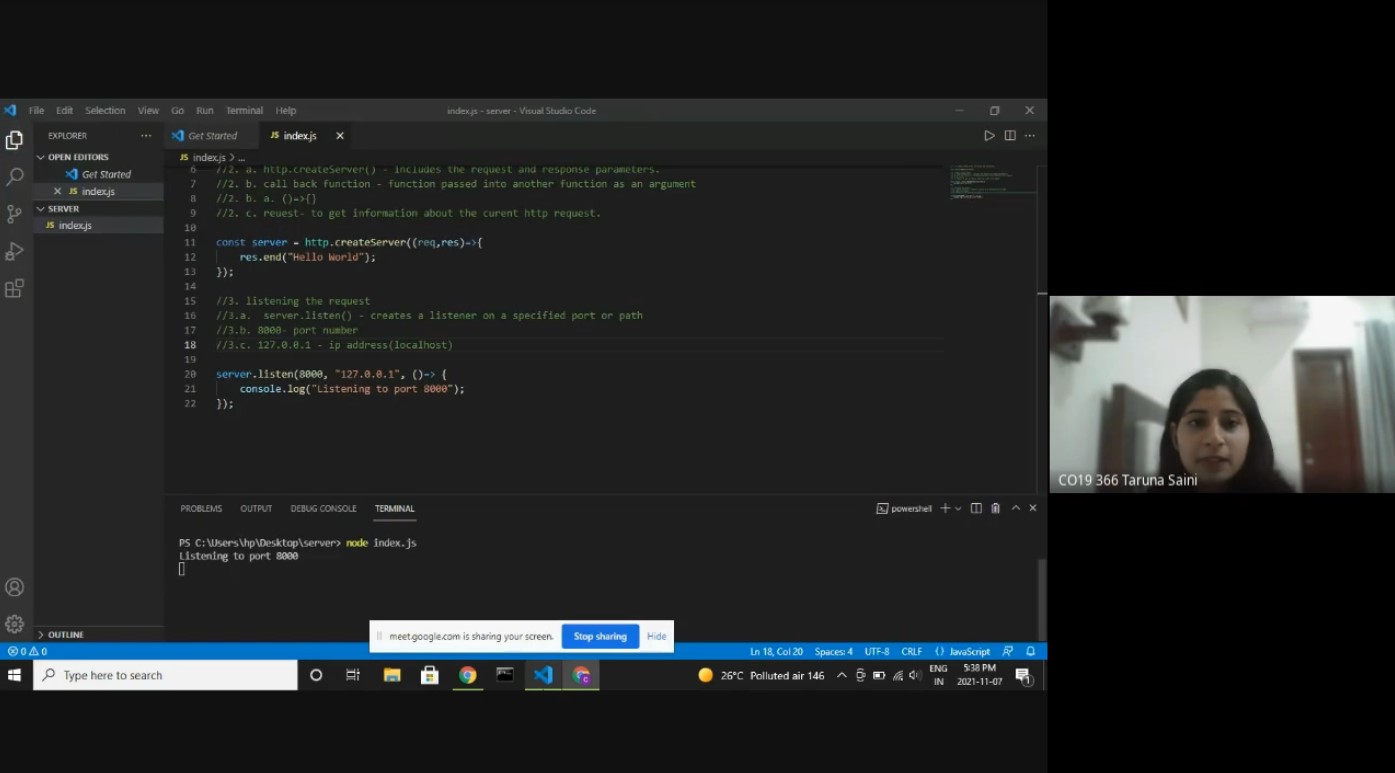 File Edit Selection View Go Run Terminal Help
index.js - server - Visual Studio Code
EXPLORER
Get Started
JS index.js
OPEN EDITORS
JS index.js > ...
Get Started
JS index.js
SERVER
JS index.js
6 //2. a. http.createServer() - includes the request and response parameters.
7 //2. b. call back function - function passed into another function as an argument
8 //2. b. a. ()=>{}
9 //2. c. reuest- to get information about the curent http request.
10
11 const server = http.createServer((req,res)=>{
12 res.end("Hello World");
13 });
14
15 //3. listening the request
16 //3.a. server.listen() - creates a listener on a specified port or path
17 //3.b. 8000- port number
18 //3.c. 127.0.0.1 - ip address(localhost)
19
20 server.listen(8000, "127.0.0.1", ()=> {
21 console.log("Listening to port 8000");
22 });
CO19 366 Taruna Saini
PROBLEMS OUTPUT DEBUG CONSOLE TERMINAL
powershell
PS C:\Users\hp\Desktop\server> node index.js
Listening to port 8000
OUTLINE
meet.google.com is sharing your screen. Stop sharing Hide
0 0
Ln 18, Col 20 Spaces: 4 UTF-8 CRLF {} JavaScript
Type here to search
26°C Polluted air 146
ENG
IN
5:38 PM
2021-11-07
1